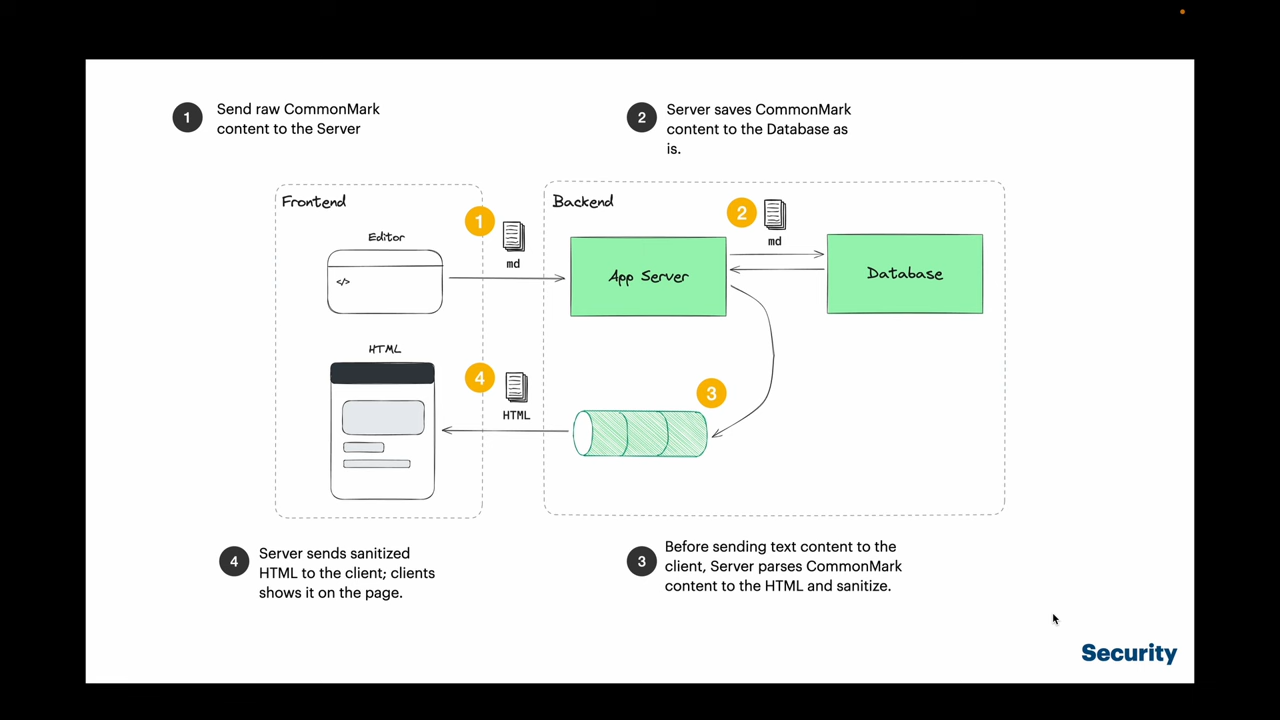 1
Send raw CommonMark
content to the Server
2
Server saves CommonMark
content to the Database as
is.
Frontend
Backend
Editor
</>
1
md
App Server
2
md
Database
HTML
4
HTML
3
4
Server sends sanitized
HTML to the client; clients
shows it on the page.
3
Before sending text content to the
client, Server parses CommonMark
content to the HTML and sanitize.
Security